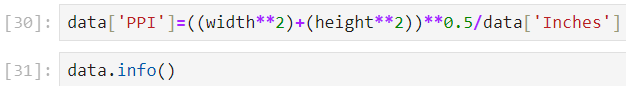 [30]: data['PPI']=((width**2)+(height**2))**0.5/data['Inches']
[31]: data.info()